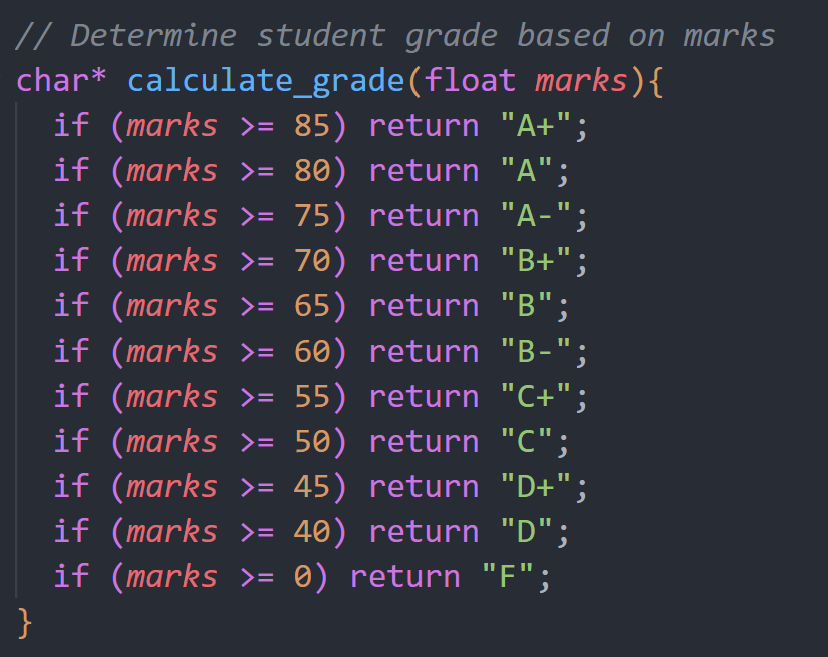 // Determine student grade based on marks
char* calculate_grade(float marks){
if (marks >= 85) return "A+";
if (marks >= 80) return "A";
if (marks >= 75) return "A-";
if (marks >= 70) return "B+";
if (marks >= 65) return "B";
if (marks >= 60) return "B-";
if (marks >= 55) return "C+";
if (marks >= 50) return "C";
if (marks >= 45) return "D+";
if (marks >= 40) return "D";
if (marks >= 0) return "F";
}